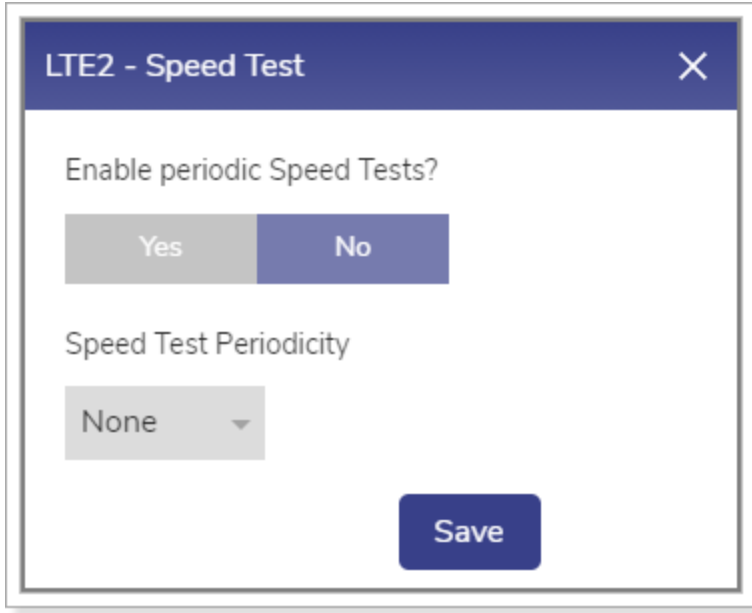 LTE2 - Speed Test
Enable periodic Speed Tests?
Yes No
Speed Test Periodicity
None
Save